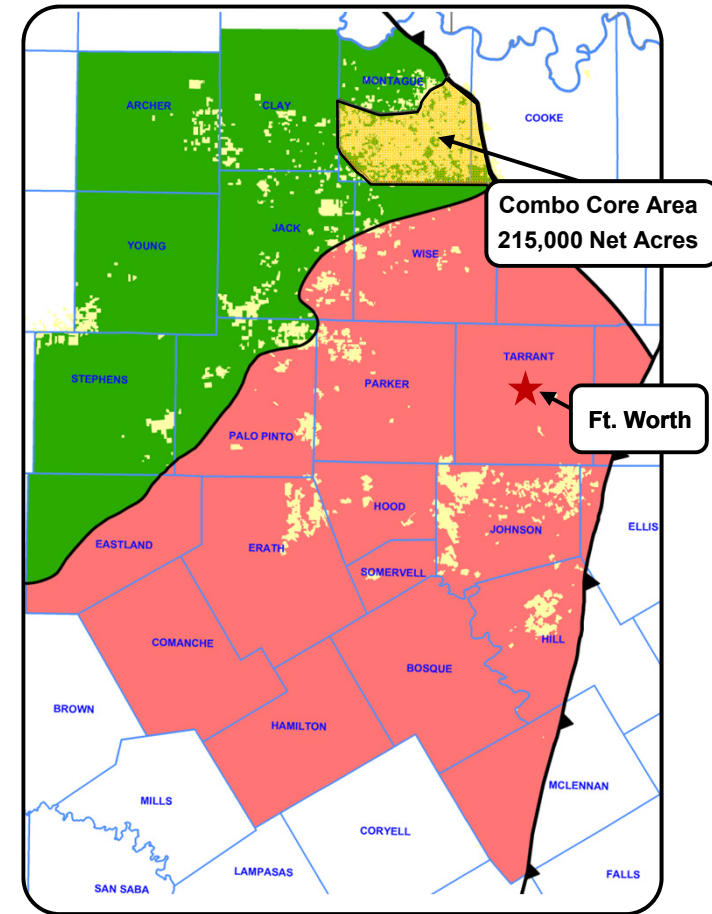 MONTAGUE
ARCHER
CLAY
COOKE
Combo Core Area
215,000 Net Acres
JACK
YOUNG
WISE
TARRANT
STEPHENS
PARKER
Ft. Worth
PALO PINTO
HOOD
JOHNSON
ELLIS
EASTLAND
ERATH
SOMERVELL
COMANCHE
HILL
BOSQUE
BROWN
HAMILTON
MCLENNAN
MILLS
CORYELL
LAMPASAS
FALLS
SAN SABA